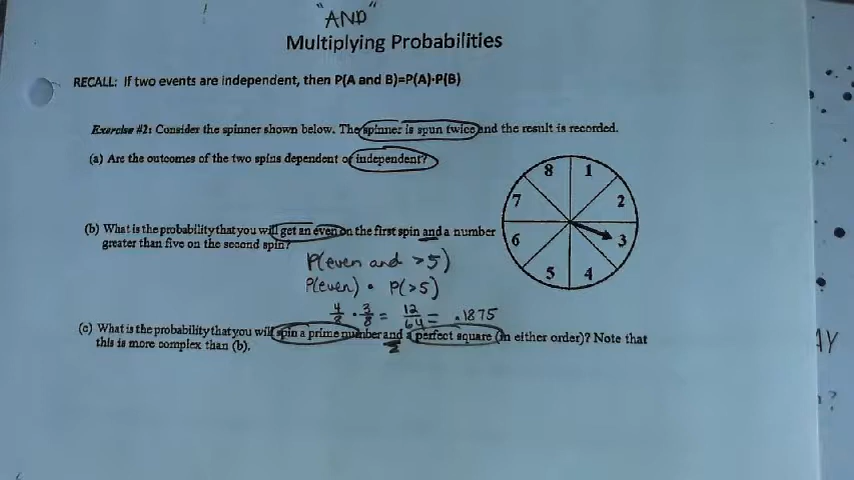 "AND"
Multiplying Probabilities
RECALL: If two events are independent, then P(A and B)=P(A)·P(B)
Exercise #2: Consider the spinner shown below. The spinner is spun twice and the result is recorded.
(a) Are the outcomes of the two spins dependent or independent?
8 1
7 2
6 3
5 4
(b) What is the probability that you will get an even on the first spin and a number
greater than five on the second spin?
P(even and >5)
P(even) • P(>5)
4/8 · 3/8 = 12/64 = .1875
(c) What is the probability that you will spin a prime number and a perfect square (in either order)? Note that
this is more complex than (b).
AY
?